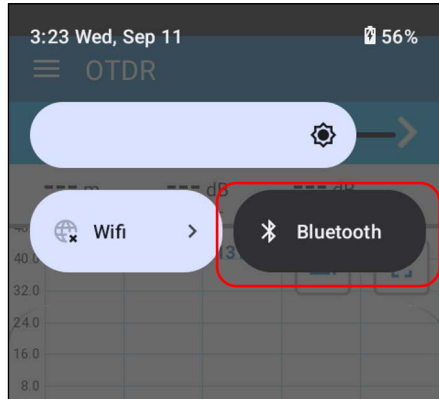 3:23 Wed, Sep 11 56%
OTDR
--- m --- dB --- dB
Wifi
Bluetooth
40.0
32.0
24.0
16.0
8.0